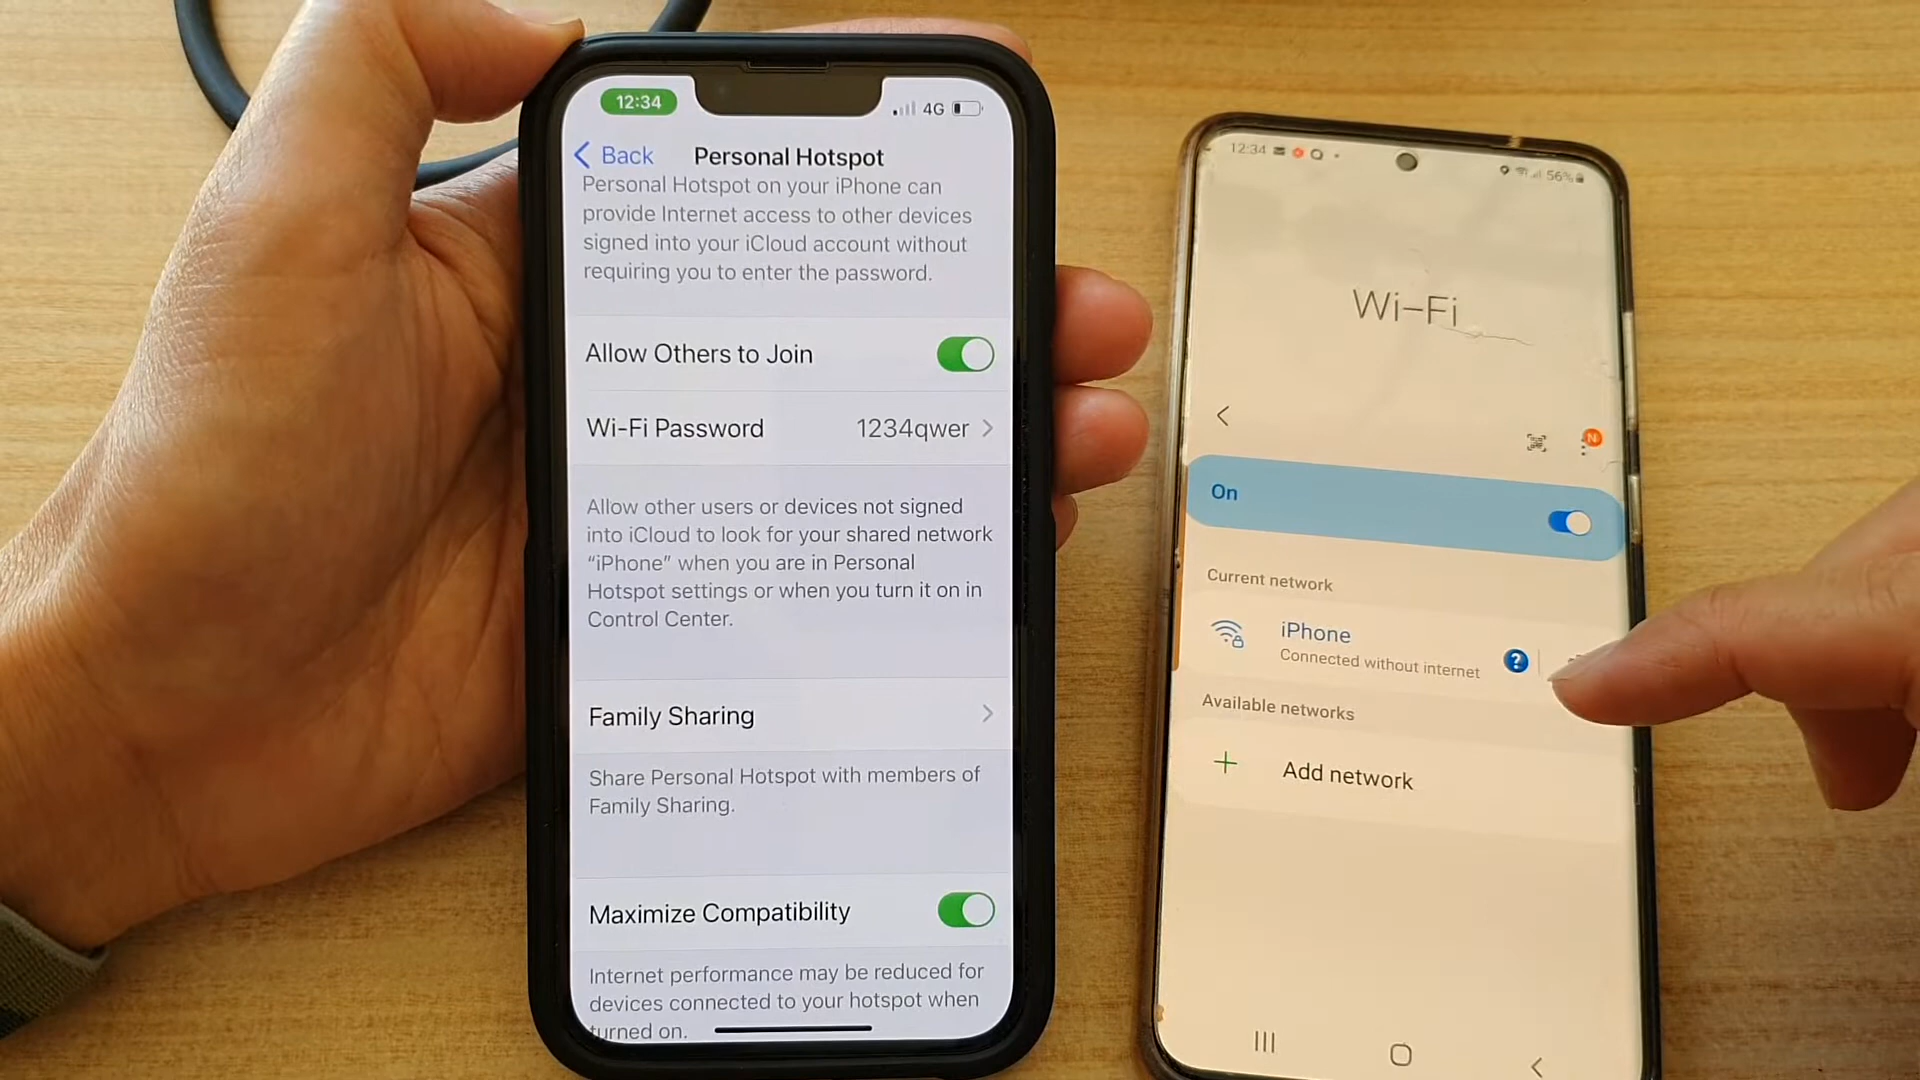 12:34
4G
Back
Personal Hotspot
Personal Hotspot on your iPhone can
provide Internet access to other devices
signed into your iCloud account without
requiring you to enter the password.
Allow Others to Join
Wi-Fi Password
1234qwer
Allow other users or devices not signed
into iCloud to look for your shared network
“iPhone” when you are in Personal
Hotspot settings or when you turn it on in
Control Center.
Family Sharing
Share Personal Hotspot with members of
Family Sharing.
Maximize Compatibility
Internet performance may be reduced for
devices connected to your hotspot when
turned on.
12:34
56%
Wi-Fi
N
On
Current network
iPhone
Connected without internet
?
Available networks
Add network